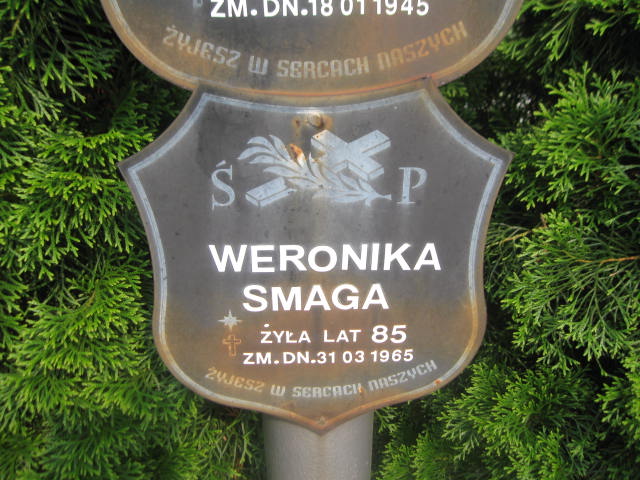 ZM. DN. 18 01 1945
ŻYJESZ W SERCACH NASZYCH
Ś P
WERONIKA
SMAGA
ŻYŁA LAT 85
ZM. DN. 31 03 1965
ŻYJESZ W SERCACH NASZYCH